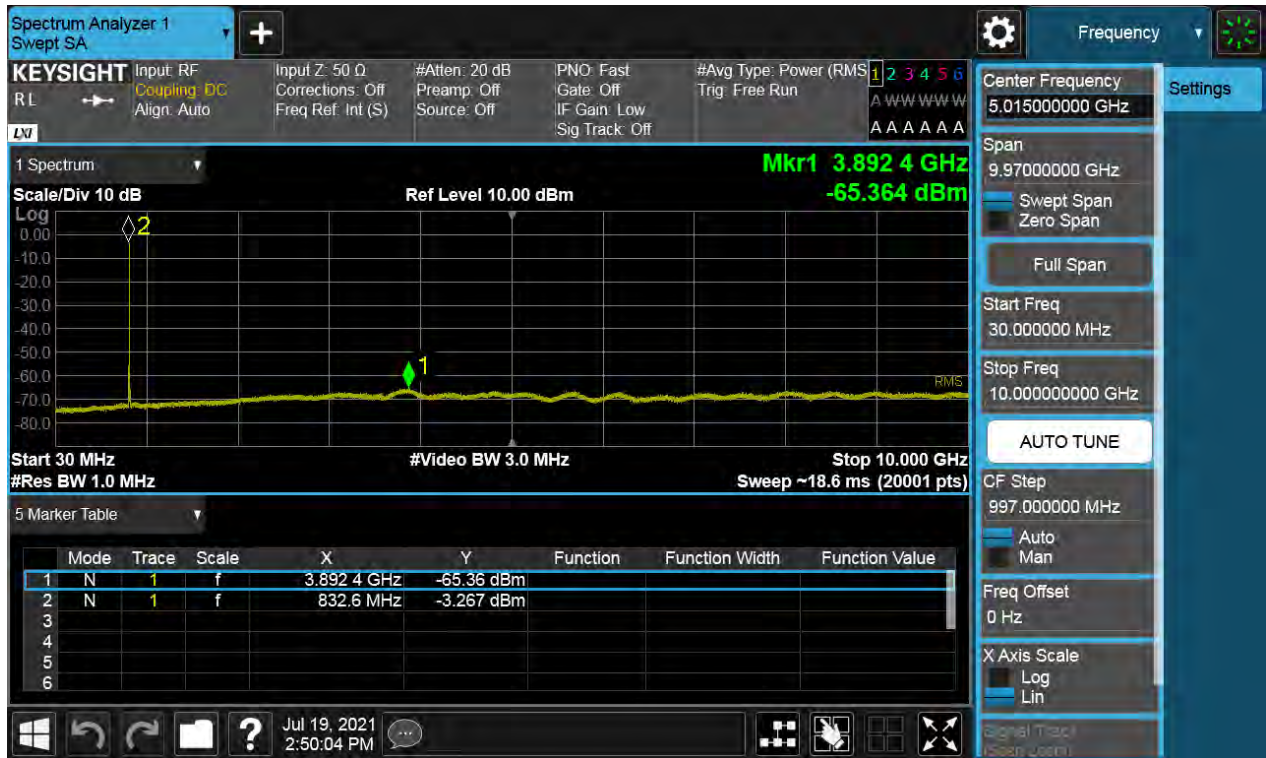 Spectrum Analyzer 1
Swept SA
+
Frequency
KEYSIGHT
RL
LXI
Input: RF
Coupling: DC
Align: Auto
Input Z: 50 Ω
Corrections: Off
Freq Ref: Int (S)
#Atten: 20 dB
Preamp: Off
Source: Off
PNO: Fast
Gate: Off
IF Gain: Low
Sig Track: Off
#Avg Type: Power (RMS
Trig: Free Run
1 2 3 4 5 6
A W W W W W
A A A A A A
1 Spectrum
Mkr1 3.892 4 GHz
Scale/Div 10 dB
Ref Level 10.00 dBm
-65.364 dBm
Log
0.00
-10.0
-20.0
-30.0
-40.0
-50.0
-60.0
-70.0
-80.0
2
1
RMS
Start 30 MHz
#Video BW 3.0 MHz
Stop 10.000 GHz
#Res BW 1.0 MHz
Sweep ~18.6 ms (20001 pts)
5 Marker Table
Mode Trace Scale X Y Function Function Width Function Value
1 N 1 f 3.892 4 GHz -65.36 dBm
2 N 1 f 832.6 MHz -3.267 dBm
3
4
5
6
?
Jul 19, 2021
2:50:04 PM
Center Frequency
5.015000000 GHz
Settings
Span
9.97000000 GHz
Swept Span
Zero Span
Full Span
Start Freq
30.000000 MHz
Stop Freq
10.000000000 GHz
AUTO TUNE
CF Step
997.000000 MHz
Auto
Man
Freq Offset
0 Hz
X Axis Scale
Log
Lin
Signal Track
(Span Zoom)